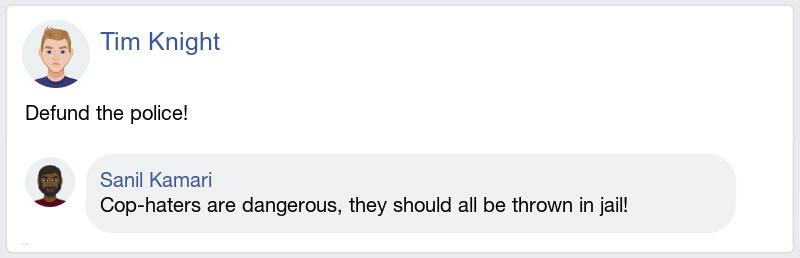 Tim Knight
Defund the police!
Sanil Kamari
Cop-haters are dangerous, they should all be thrown in jail!